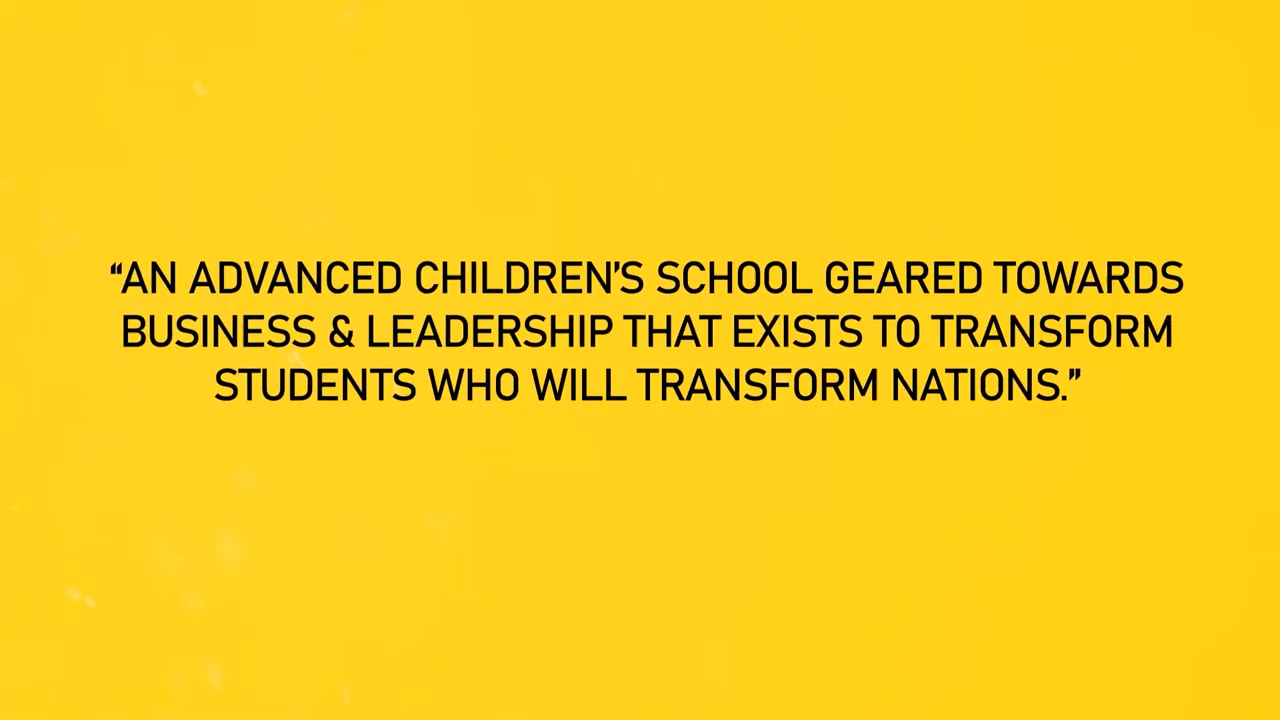 “AN ADVANCED CHILDREN’S SCHOOL GEARED TOWARDS
BUSINESS & LEADERSHIP THAT EXISTS TO TRANSFORM
STUDENTS WHO WILL TRANSFORM NATIONS.”